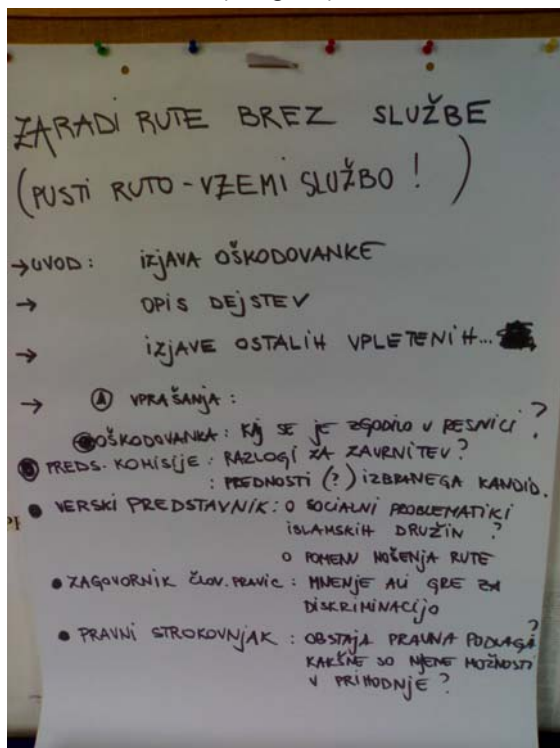 ZARADI RUTE BREZ SLUŽBE
(PUSTI RUTO - VZEMI SLUŽBO! )
→ UVOD: IZJAVA OŠKODOVANKE
→ OPIS DEJSTEV
→ IZJAVE OSTALIH VPLETENIH...
→ Ⓐ VPRAŠANJA:
OŠKODOVANKA: KAJ SE JE ZGODILO V RESNICI?
PREDS. KOMISIJE: RAZLOGI ZA ZAVRNITEV?
: PREDNOSTI (?) IZBRANEGA KANDID.
● VERSKI PREDSTAVNIK: O SOCIALNI PROBLEMATIKI
ISLAMSKIH DRUŽIN ?
O POMENU NOŠENJA RUTE
● ZAGOVORNIK ČLOV. PRAVIC: MNENJE ALI GRE ZA
DISKRIMINACIJO
● PRAVNI STROKOVNJAK: OBSTAJA PRAVNA PODLAGA?
KAKŠNE SO NJENE MOŽNOSTI
V PRIHODNJE?